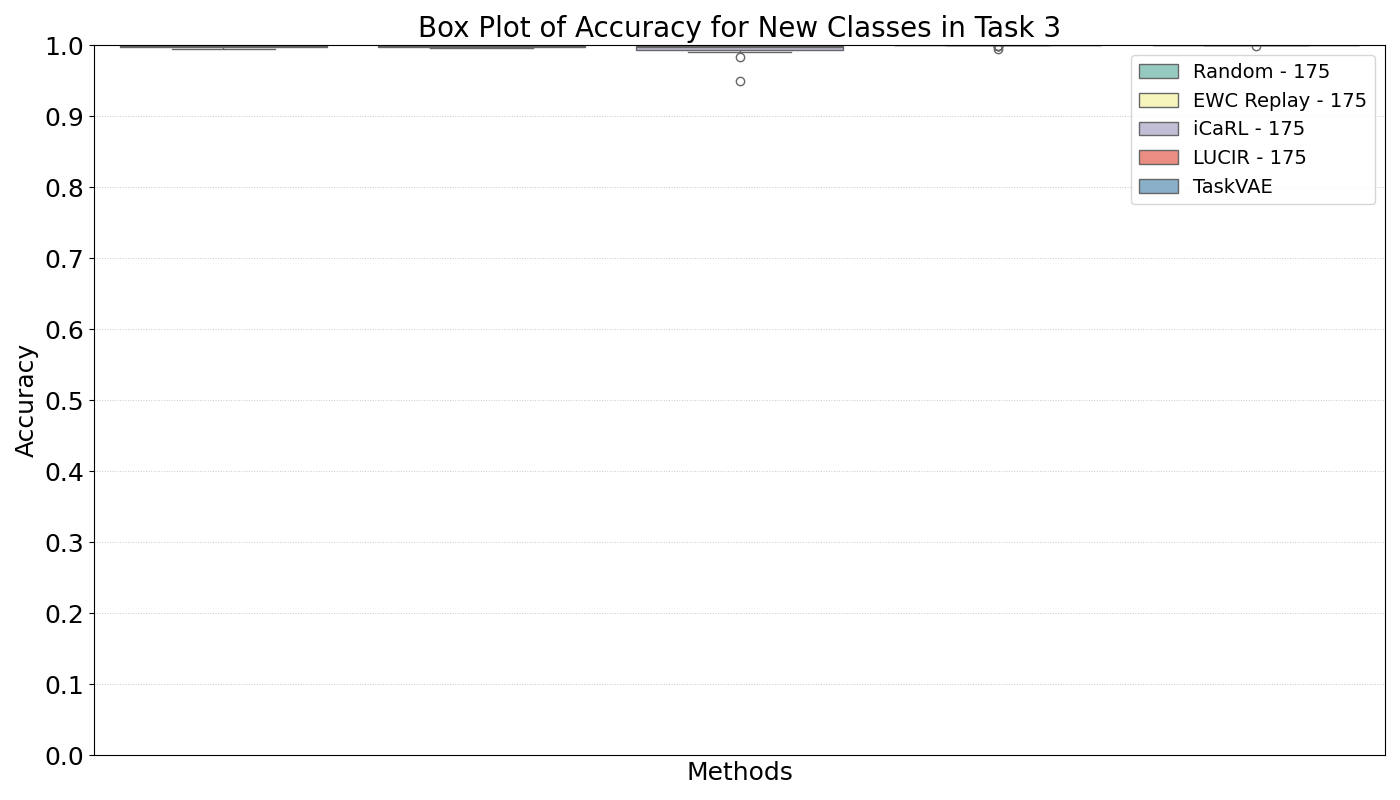 Box Plot of Accuracy for New Classes in Task 3
1.0
0.9
0.8
0.7
0.6
0.5
0.4
0.3
0.2
0.1
0.0
Accuracy
Methods
Random - 175
EWC Replay - 175
iCaRL - 175
LUCIR - 175
TaskVAE